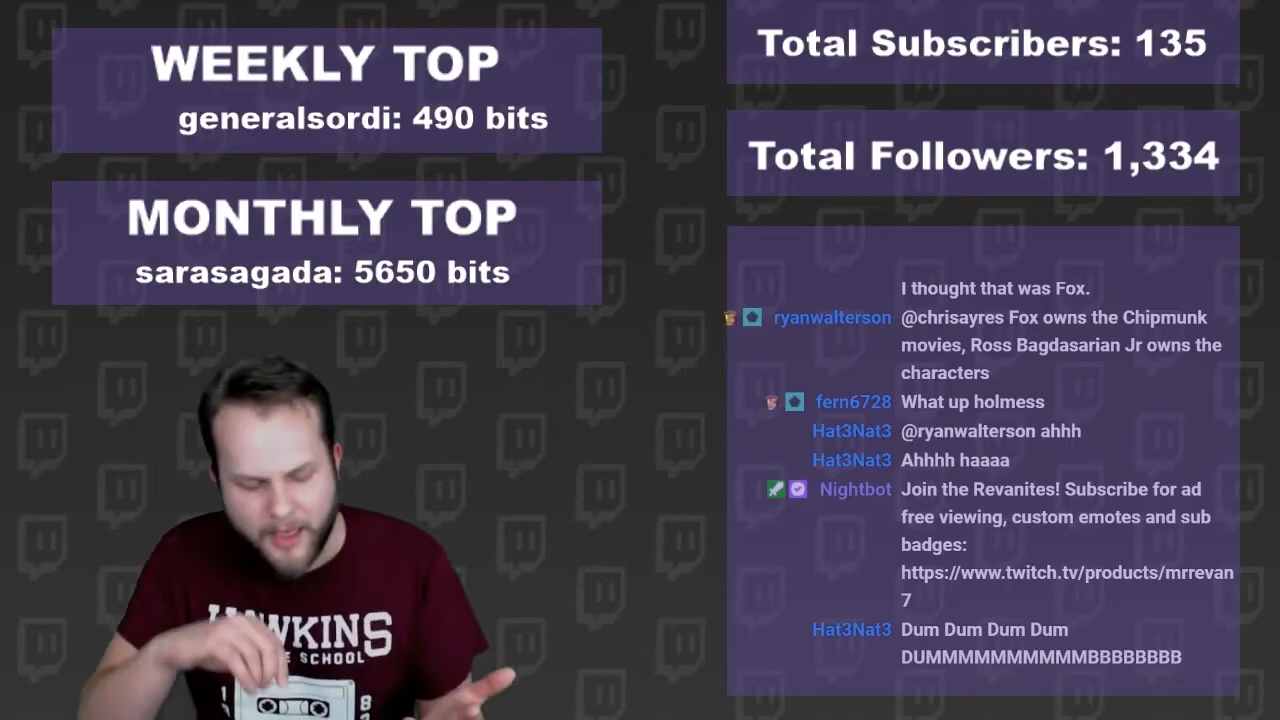 WEEKLY TOP
generalsordi: 490 bits
MONTHLY TOP
sarasagada: 5650 bits
Total Subscribers: 135
Total Followers: 1,334
I thought that was Fox.
ryanwalterson @chrisayres Fox owns the Chipmunk
movies, Ross Bagdasarian Jr owns the
characters
fern6728 What up holmess
Hat3Nat3 @ryanwalterson ahhh
Hat3Nat3 Ahhhh haaaa
Nightbot Join the Revanites! Subscribe for ad
free viewing, custom emotes and sub
badges:
https://www.twitch.tv/products/mrrevan
7
Hat3Nat3 Dum Dum Dum Dum
DUMMMMMMMMMMBBBBBBBB
HAWKINS
SCHOOL